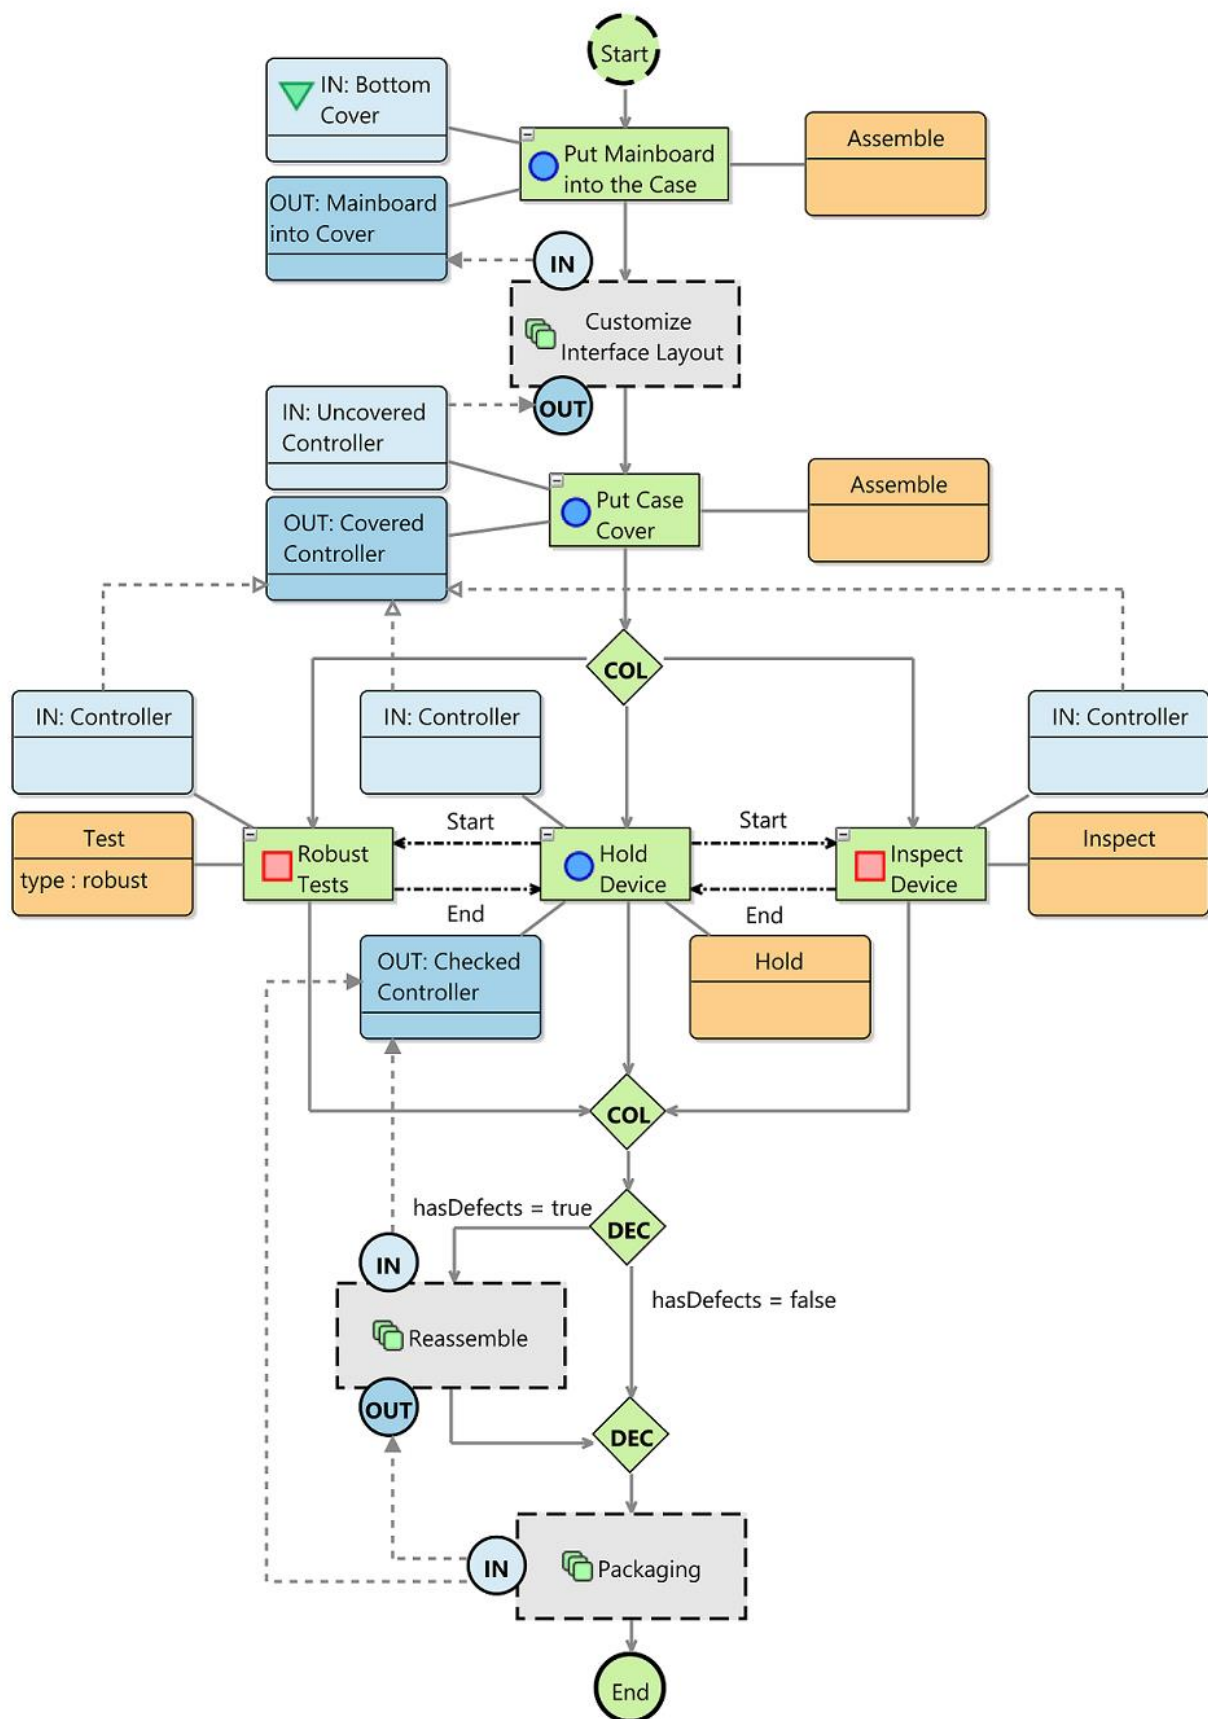 Start
IN: Bottom
Cover
Put Mainboard
into the Case
Assemble
OUT: Mainboard
into Cover
IN
Customize
Interface Layout
OUT
IN: Uncovered
Controller
Put Case
Cover
Assemble
OUT: Covered
Controller
COL
IN: Controller
IN: Controller
IN: Controller
Test
type : robust
Robust
Tests
Start
Hold
Device
Start
Inspect
Device
Inspect
End
End
OUT: Checked
Controller
Hold
COL
hasDefects = true
DEC
IN
hasDefects = false
Reassemble
OUT
DEC
IN
Packaging
End